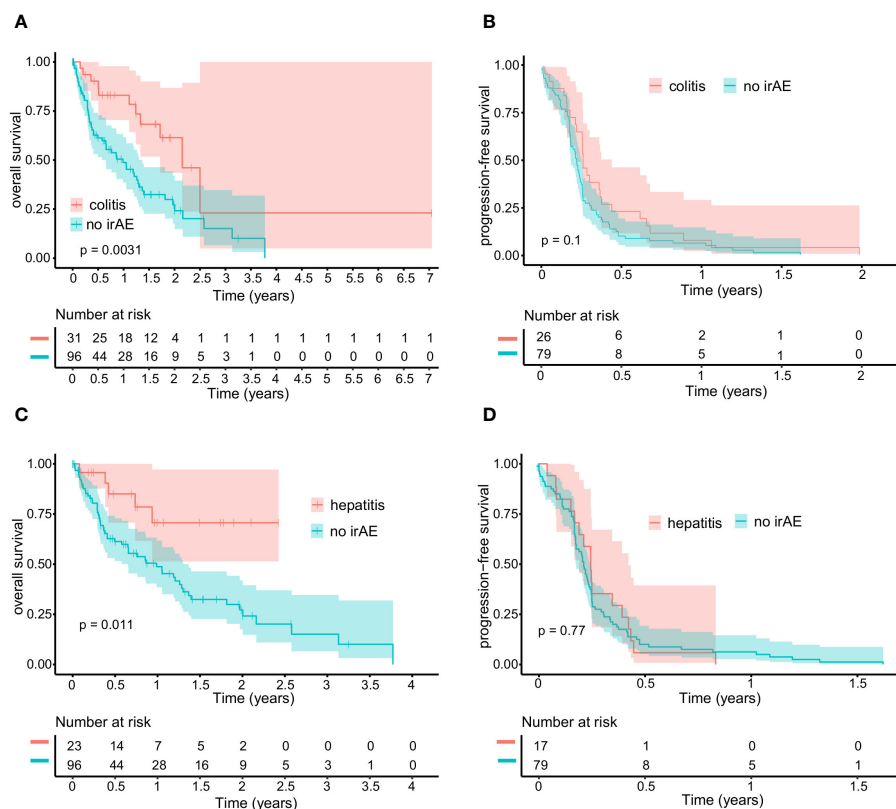 A
overall survival
1.00
0.75
0.50
0.25
0.00
colitis
no irAE
p = 0.0031
0 0.5 1 1.5 2 2.5 3 3.5 4 4.5 5 5.5 6 6.5 7
Time (years)
Number at risk
31 25 18 12 4 1 1 1 1 1 1 1 1 1 1
96 44 28 16 9 5 3 1 0 0 0 0 0 0 0
0 0.5 1 1.5 2 2.5 3 3.5 4 4.5 5 5.5 6 6.5 7
Time (years)
B
progression-free survival
1.00
0.75
0.50
0.25
0.00
colitis no irAE
p = 0.1
0 0.5 1 1.5 2
Time (years)
Number at risk
26 6 2 1 0
79 8 5 1 0
0 0.5 1 1.5 2
Time (years)
C
overall survival
1.00
0.75
0.50
0.25
0.00
hepatitis
no irAE
p = 0.011
0 0.5 1 1.5 2 2.5 3 3.5 4
Time (years)
Number at risk
23 14 7 5 2 0 0 0 0
96 44 28 16 9 5 3 1 0
0 0.5 1 1.5 2 2.5 3 3.5 4
Time (years)
D
progression-free survival
1.00
0.75
0.50
0.25
0.00
hepatitis no irAE
p = 0.77
0 0.5 1 1.5
Time (years)
Number at risk
17 1 0 0
79 8 5 1
0 0.5 1 1.5
Time (years)